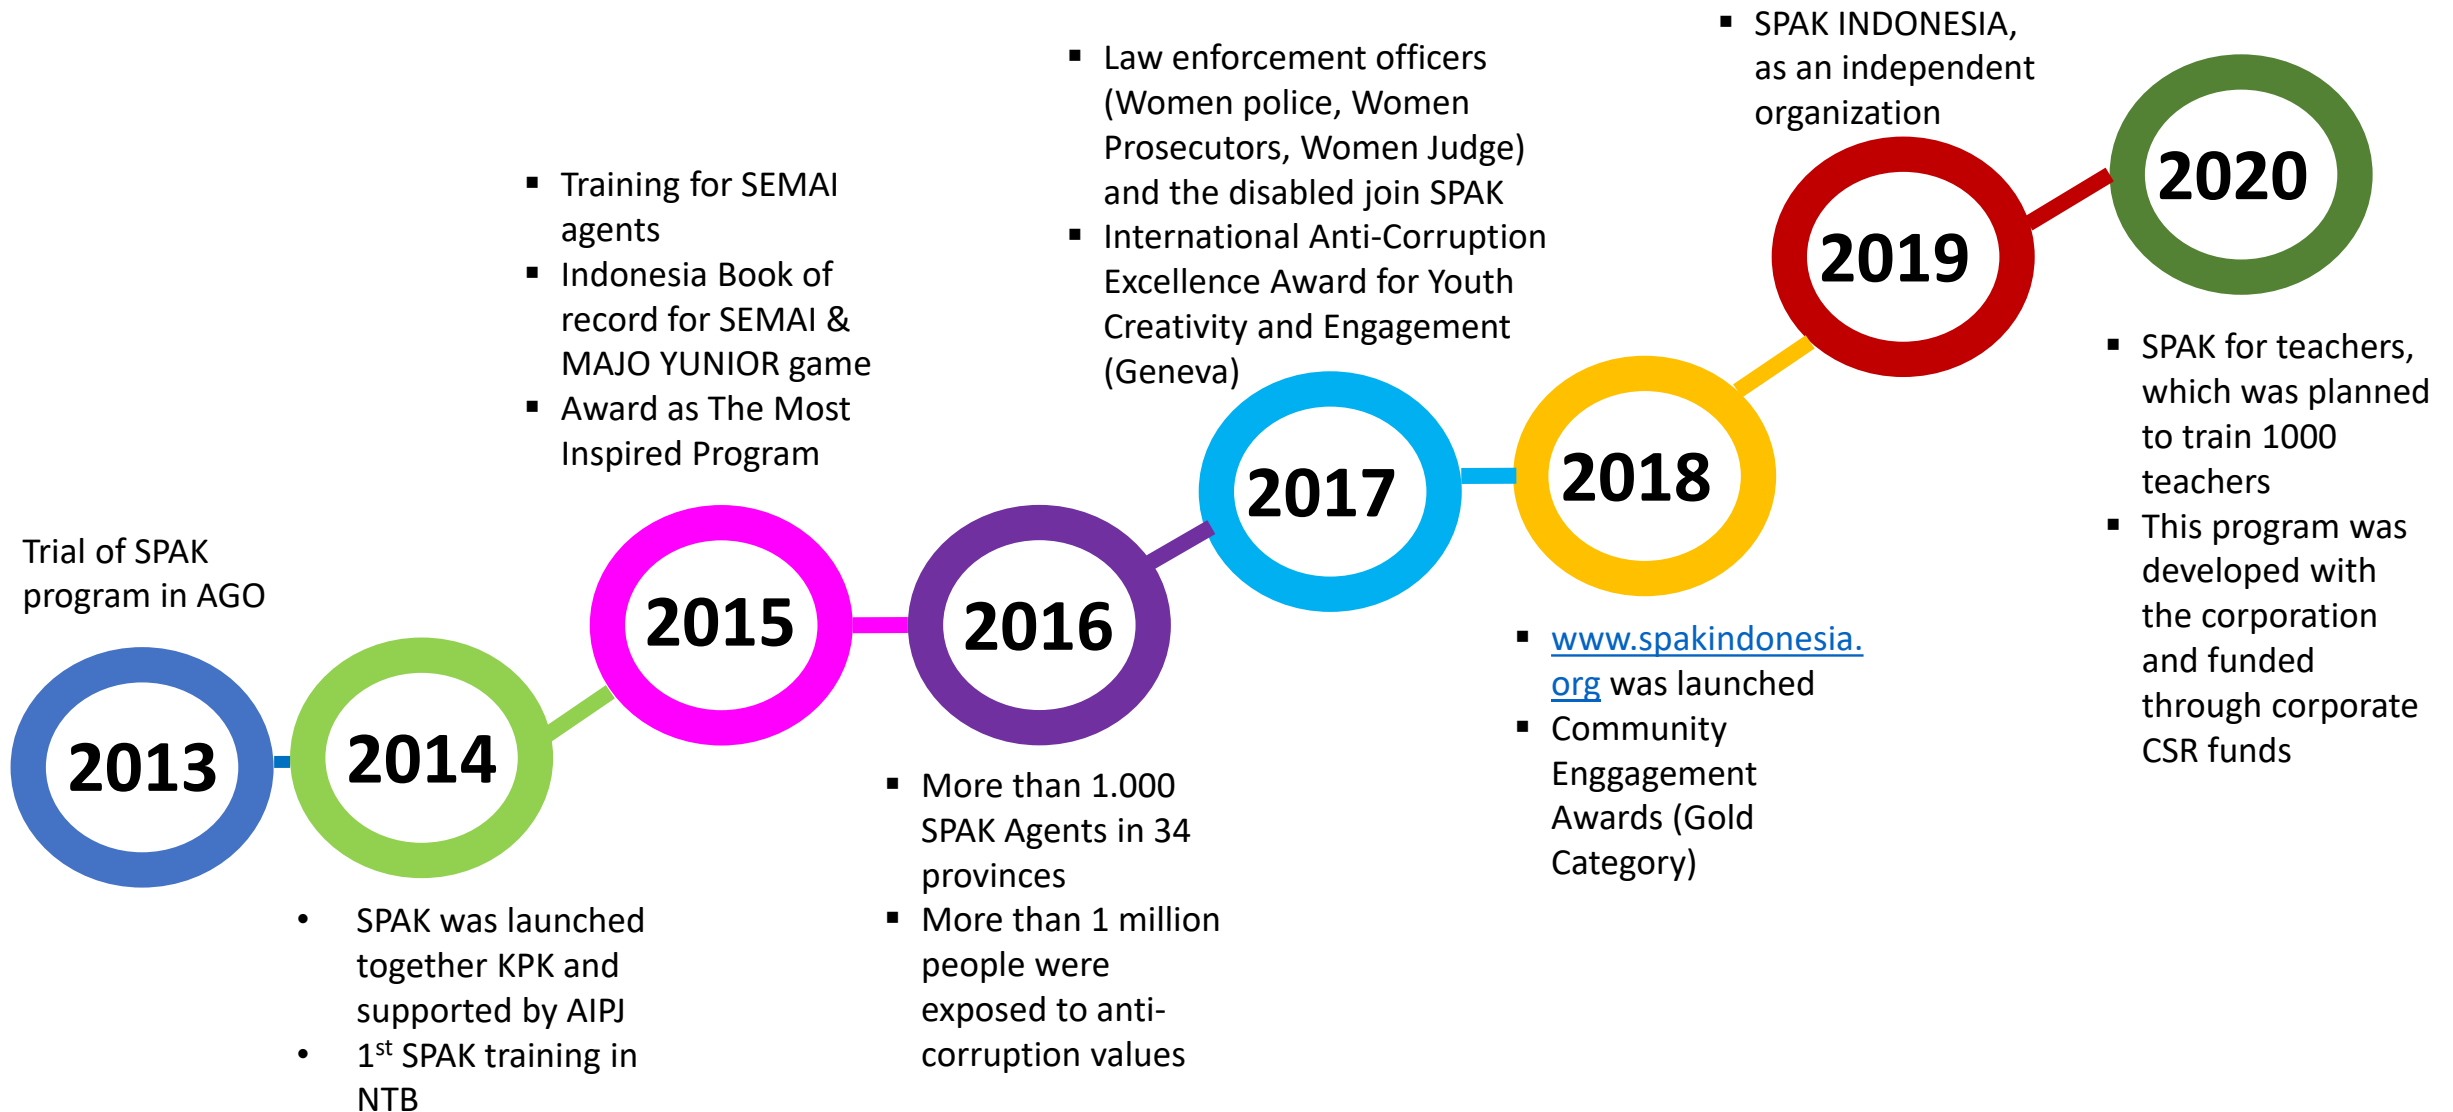 Trial of SPAK
program in AGO
2013
2014
• SPAK was launched
together KPK and
supported by AIPJ
• 1st SPAK training in
NTB
▪ Training for SEMAI
agents
▪ Indonesia Book of
record for SEMAI &
MAJO YUNIOR game
▪ Award as The Most
Inspired Program
2015
2016
▪ More than 1.000
SPAK Agents in 34
provinces
▪ More than 1 million
people were
exposed to anti-
corruption values
▪ Law enforcement officers
(Women police, Women
Prosecutors, Women Judge)
and the disabled join SPAK
▪ International Anti-Corruption
Excellence Award for Youth
Creativity and Engagement
(Geneva)
2017
2018
▪ www.spakindonesia.
org was launched
▪ Community
Enggagement
Awards (Gold
Category)
▪ SPAK INDONESIA,
as an independent
organization
2019
2020
▪ SPAK for teachers,
which was planned
to train 1000
teachers
▪ This program was
developed with
the corporation
and funded
through corporate
CSR funds